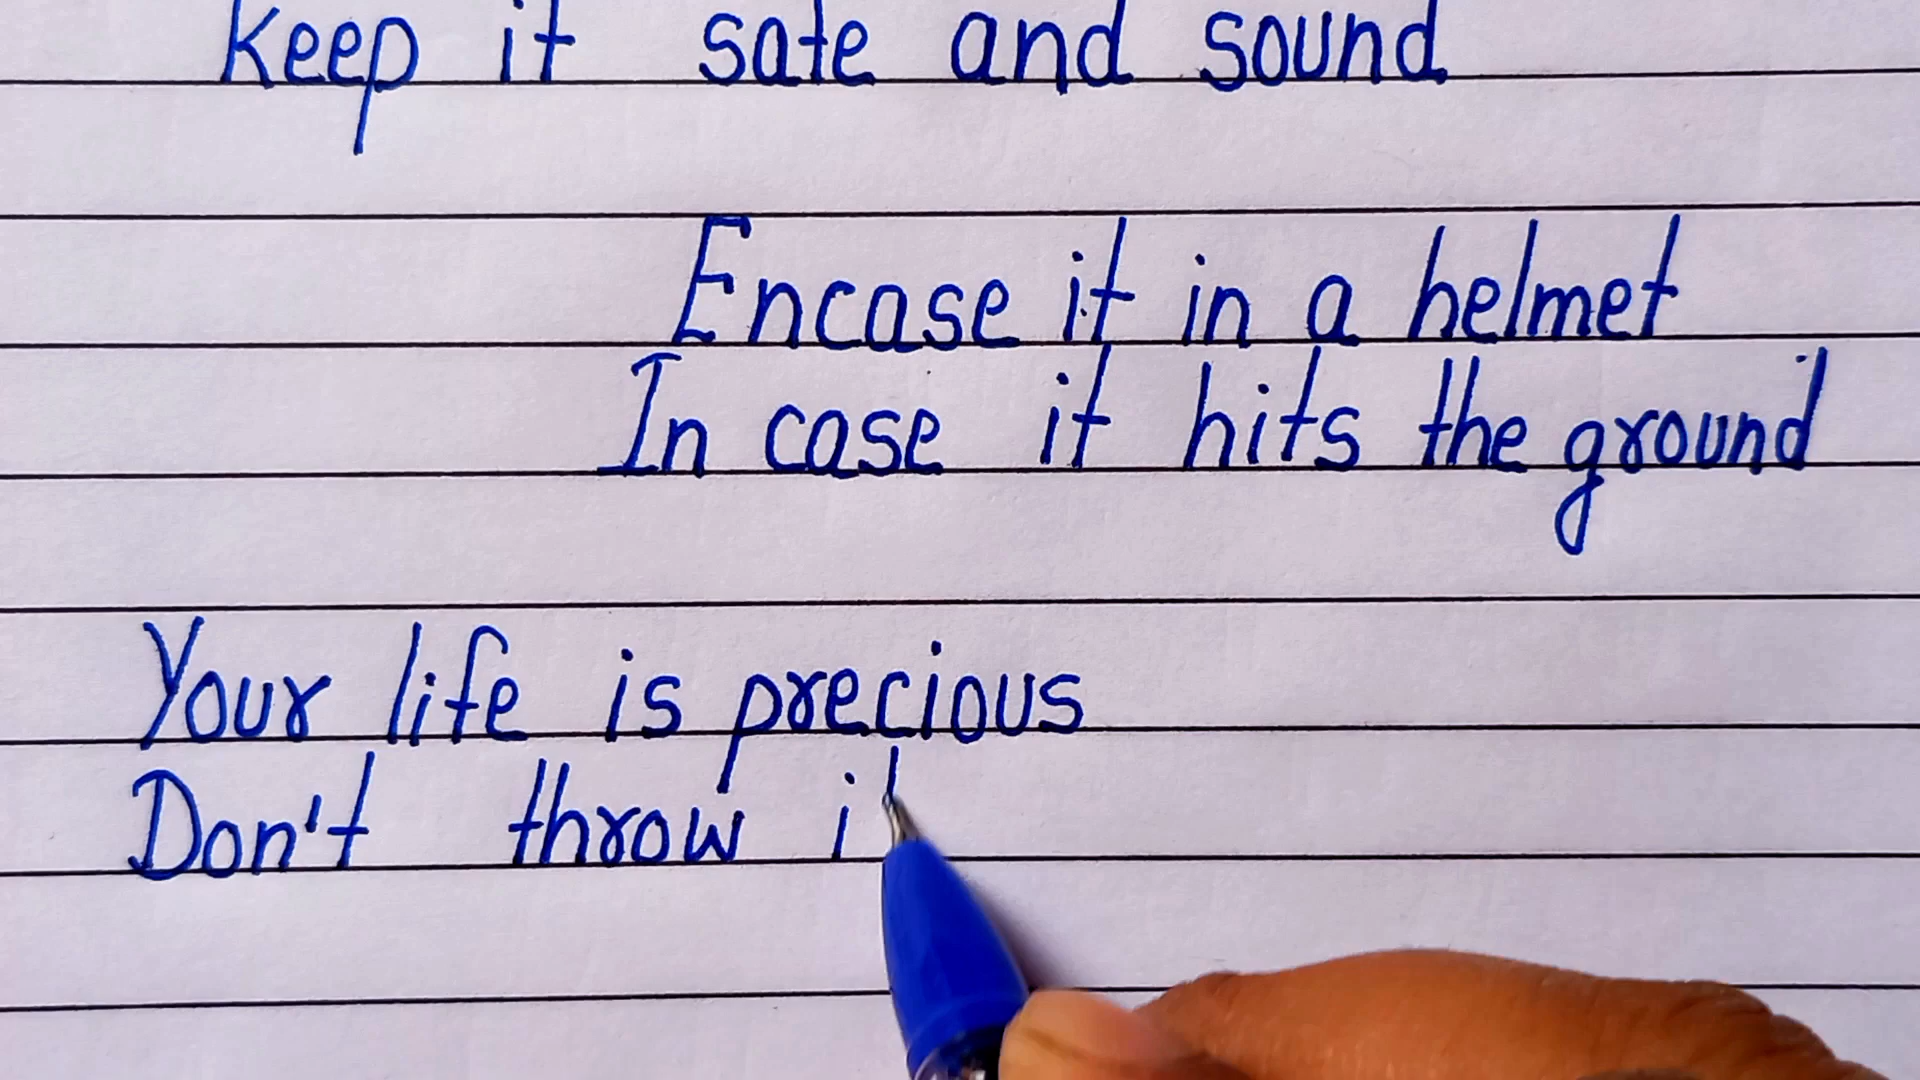 keep it safe and sound
Encase it in a helmet
In case it hits the ground
Your life is precious
Don't throw it